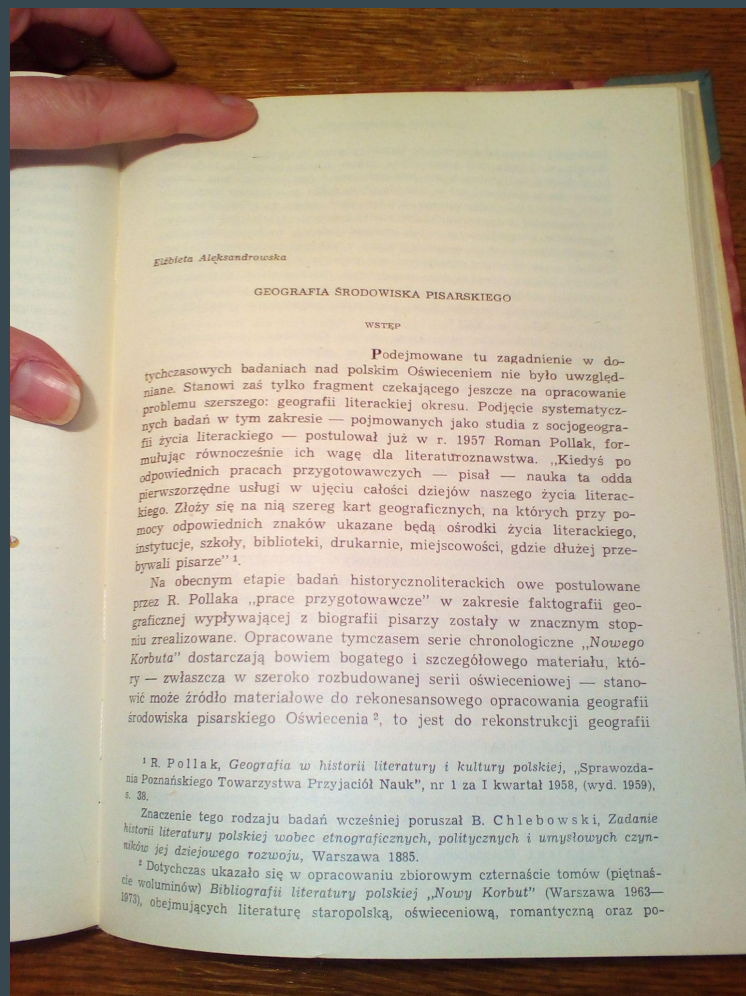 Elżbieta Aleksandrowska
GEOGRAFIA ŚRODOWISKA PISARSKIEGO
WSTĘP
Podejmowane tu zagadnienie w do-
tychczasowych badaniach nad polskim Oświeceniem nie było uwzględ-
niane. Stanowi zaś tylko fragment czekającego jeszcze na opracowanie
problemu szerszego: geografii literackiej okresu. Podjęcie systematycz-
nych badań w tym zakresie — pojmowanych jako studia z socjogeogra-
fii życia literackiego — postulował już w r. 1957 Roman Pollak, for-
mułując równocześnie ich wagę dla literaturoznawstwa. „Kiedyś po
odpowiednich pracach przygotowawczych — pisał — nauka ta odda
pierwszorzędne usługi w ujęciu całości dziejów naszego życia literac-
kiego. Złoży się na nią szereg kart geograficznych, na których przy po-
mocy odpowiednich znaków ukazane będą ośrodki życia literackiego,
instytucje, szkoły, biblioteki, drukarnie, miejscowości, gdzie dłużej prze-
bywali pisarze" ¹.
Na obecnym etapie badań historycznoliterackich owe postulowane
przez R. Pollaka „prace przygotowawcze" w zakresie faktografii geo-
graficznej wypływającej z biografii pisarzy zostały w znacznym stop-
niu zrealizowane. Opracowane tymczasem serie chronologiczne „Nowego
Korbuta" dostarczają bowiem bogatego i szczegółowego materiału, któ-
ry — zwłaszcza w szeroko rozbudowanej serii oświeceniowej — stano-
wić może źródło materiałowe do rekonesansowego opracowania geografii
środowiska pisarskiego Oświecenia ², to jest do rekonstrukcji geografii
¹ R. Pollak, Geografia w historii literatury i kultury polskiej, „Sprawozda-
nia Poznańskiego Towarzystwa Przyjaciół Nauk", nr 1 za I kwartał 1958, (wyd. 1959),
s. 38.
Znaczenie tego rodzaju badań wcześniej poruszał B. Chlebowski, Zadanie
historii literatury polskiej wobec etnograficznych, politycznych i umysłowych czyn-
ników jej dziejowego rozwoju, Warszawa 1885.
² Dotychczas ukazało się w opracowaniu zbiorowym czternaście tomów (piętnaś-
cie woluminów) Bibliografii literatury polskiej „Nowy Korbut" (Warszawa 1963—
1973), obejmujących literaturę staropolską, oświeceniową, romantyczną oraz po-